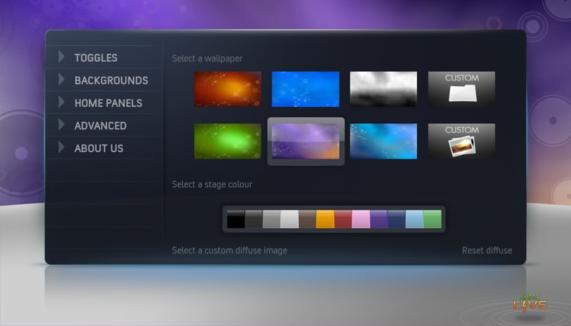 TOGGLES
BACKGROUNDS
HOME PANELS
ADVANCED
ABOUT US
Select a wallpaper
CUSTOM
CUSTOM
Select a stage colour
Select a custom diffuse image
Reset diffuse
LIVE